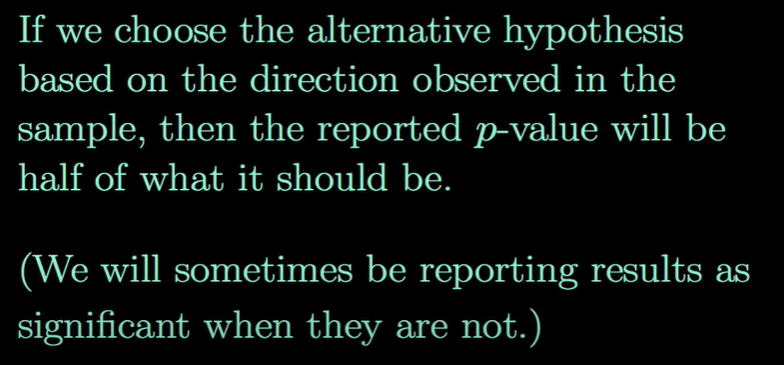 If we choose the alternative hypothesis
based on the direction observed in the
sample, then the reported p-value will be
half of what it should be.
(We will sometimes be reporting results as
significant when they are not.)